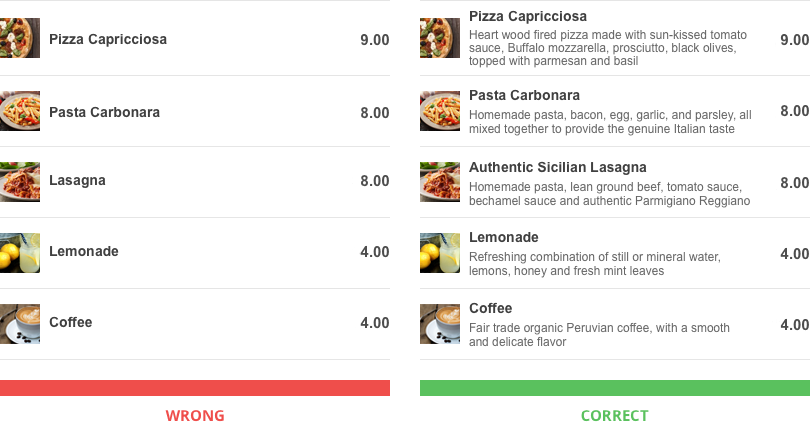 Pizza Capricciosa 9.00
Pasta Carbonara 8.00
Lasagna 8.00
Lemonade 4.00
Coffee 4.00
WRONG
Pizza Capricciosa
Heart wood fired pizza made with sun-kissed tomato
sauce, Buffalo mozzarella, prosciutto, black olives,
topped with parmesan and basil
9.00
Pasta Carbonara
Homemade pasta, bacon, egg, garlic, and parsley, all
mixed together to provide the genuine Italian taste
8.00
Authentic Sicilian Lasagna
Homemade pasta, lean ground beef, tomato sauce,
bechamel sauce and authentic Parmigiano Reggiano
8.00
Lemonade
Refreshing combination of still or mineral water,
lemons, honey and fresh mint leaves
4.00
Coffee
Fair trade organic Peruvian coffee, with a smooth
and delicate flavor
4.00
CORRECT